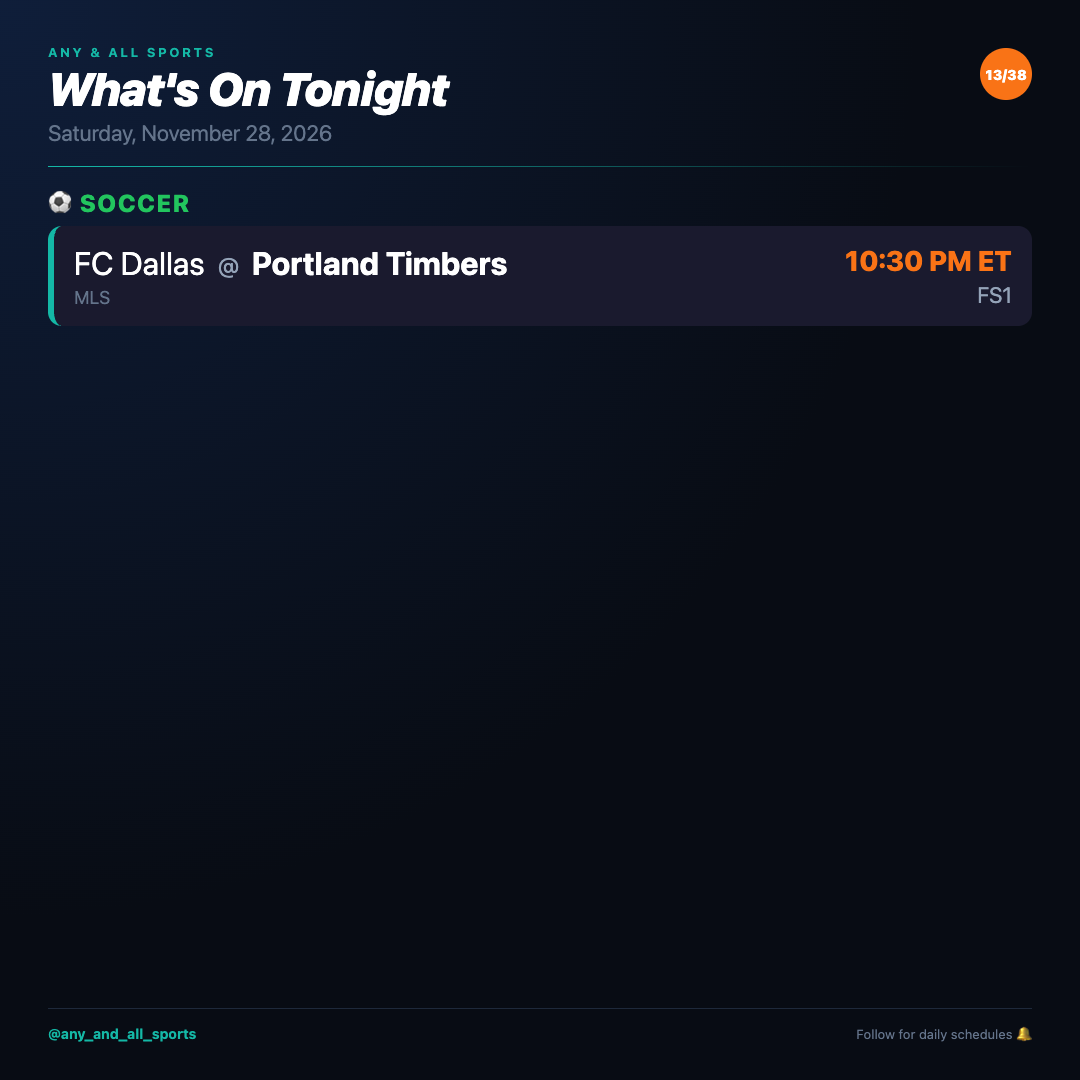 ANY & ALL SPORTS
What's On Tonight
Saturday, November 28, 2026
13/38
⚽ SOCCER
FC Dallas @ Portland Timbers
10:30 PM ET
MLS
FS1
@any_and_all_sports
Follow for daily schedules 🔔